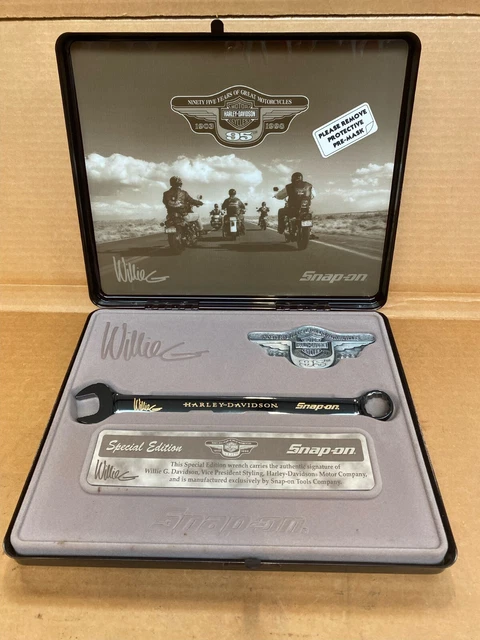 NINETY FIVE YEARS OF GREAT MOTORCYCLES
HARLEY-DAVIDSON
1903 1998
95
PLEASE REMOVE
PROTECTIVE
PRE-MASK
Willie G
Snap-on
Willie G
95
Willie G HARLEY-DAVIDSON Snap-on
Special Edition Snap-on
This Special Edition wrench carries the authentic signature of
Willie G. Davidson, Vice President Styling, Harley-Davidson Motor Company,
and is manufactured exclusively by Snap-on Tools Company.
Willie G
Snap-on